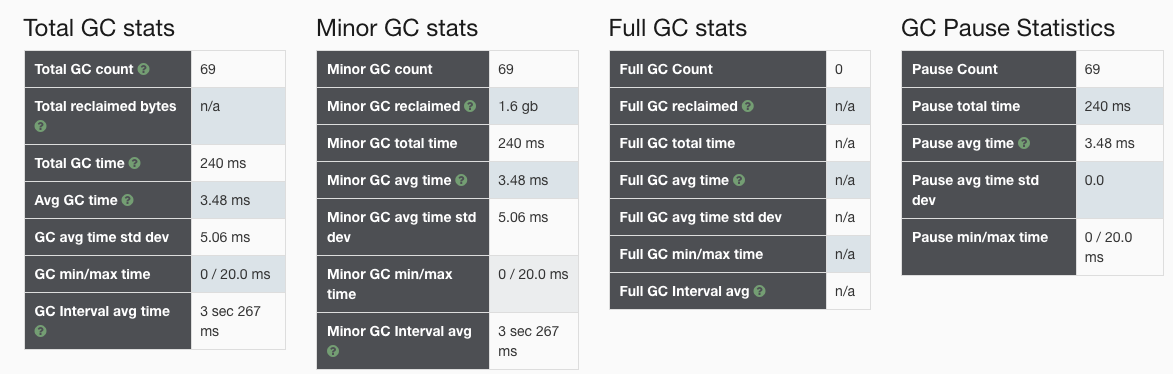 Total GC stats
Total GC count ? 69
Total reclaimed bytes ? n/a
Total GC time ? 240 ms
Avg GC time ? 3.48 ms
GC avg time std dev 5.06 ms
GC min/max time 0 / 20.0 ms
GC Interval avg time ? 3 sec 267
ms
Minor GC stats
Minor GC count 69
Minor GC reclaimed ? 1.6 gb
Minor GC total time 240 ms
Minor GC avg time ? 3.48 ms
Minor GC avg time std 5.06 ms
dev
Minor GC min/max 0 / 20.0 ms
time
Minor GC Interval avg ? 3 sec 267
ms
Full GC stats
Full GC Count 0
Full GC reclaimed ? n/a
Full GC total time n/a
Full GC avg time ? n/a
Full GC avg time std dev n/a
Full GC min/max time n/a
Full GC Interval avg ? n/a
GC Pause Statistics
Pause Count 69
Pause total time 240 ms
Pause avg time ? 3.48 ms
Pause avg time std 0.0
dev
Pause min/max time 0 / 20.0
ms